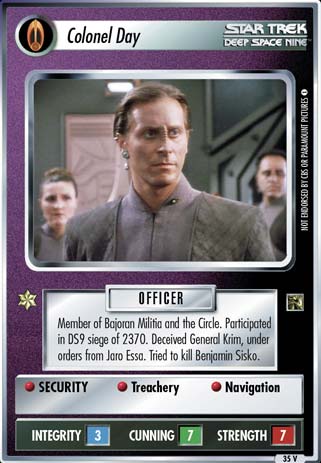 Colonel Day
STAR TREK
DEEP SPACE NINE™
NOT ENDORSED BY CBS OR PARAMOUNT PICTURES
OFFICER
Member of Bajoran Militia and the Circle. Participated
in DS9 siege of 2370. Deceived General Krim, under
orders from Jaro Essa. Tried to kill Benjamin Sisko.
SECURITY Treachery Navigation
INTEGRITY 3 CUNNING 7 STRENGTH 7
35 V